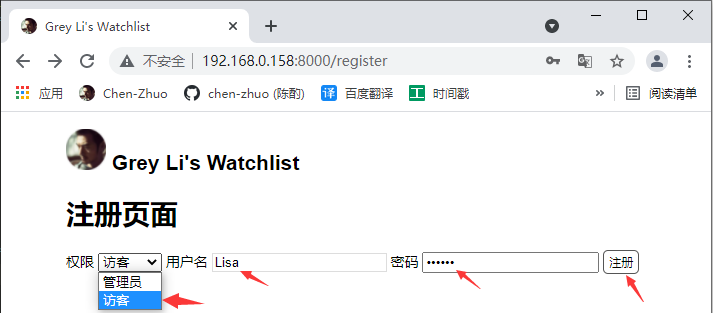 Grey Li's Watchlist
不安全 192.168.0.158:8000/register
应用 Chen-Zhuo chen-zhuo (陈酌) 译 百度翻译 工 时间戳 » 阅读清单
Grey Li's Watchlist
注册页面
权限 访客 用户名 Lisa 密码 •••••• 注册
管理员
访客